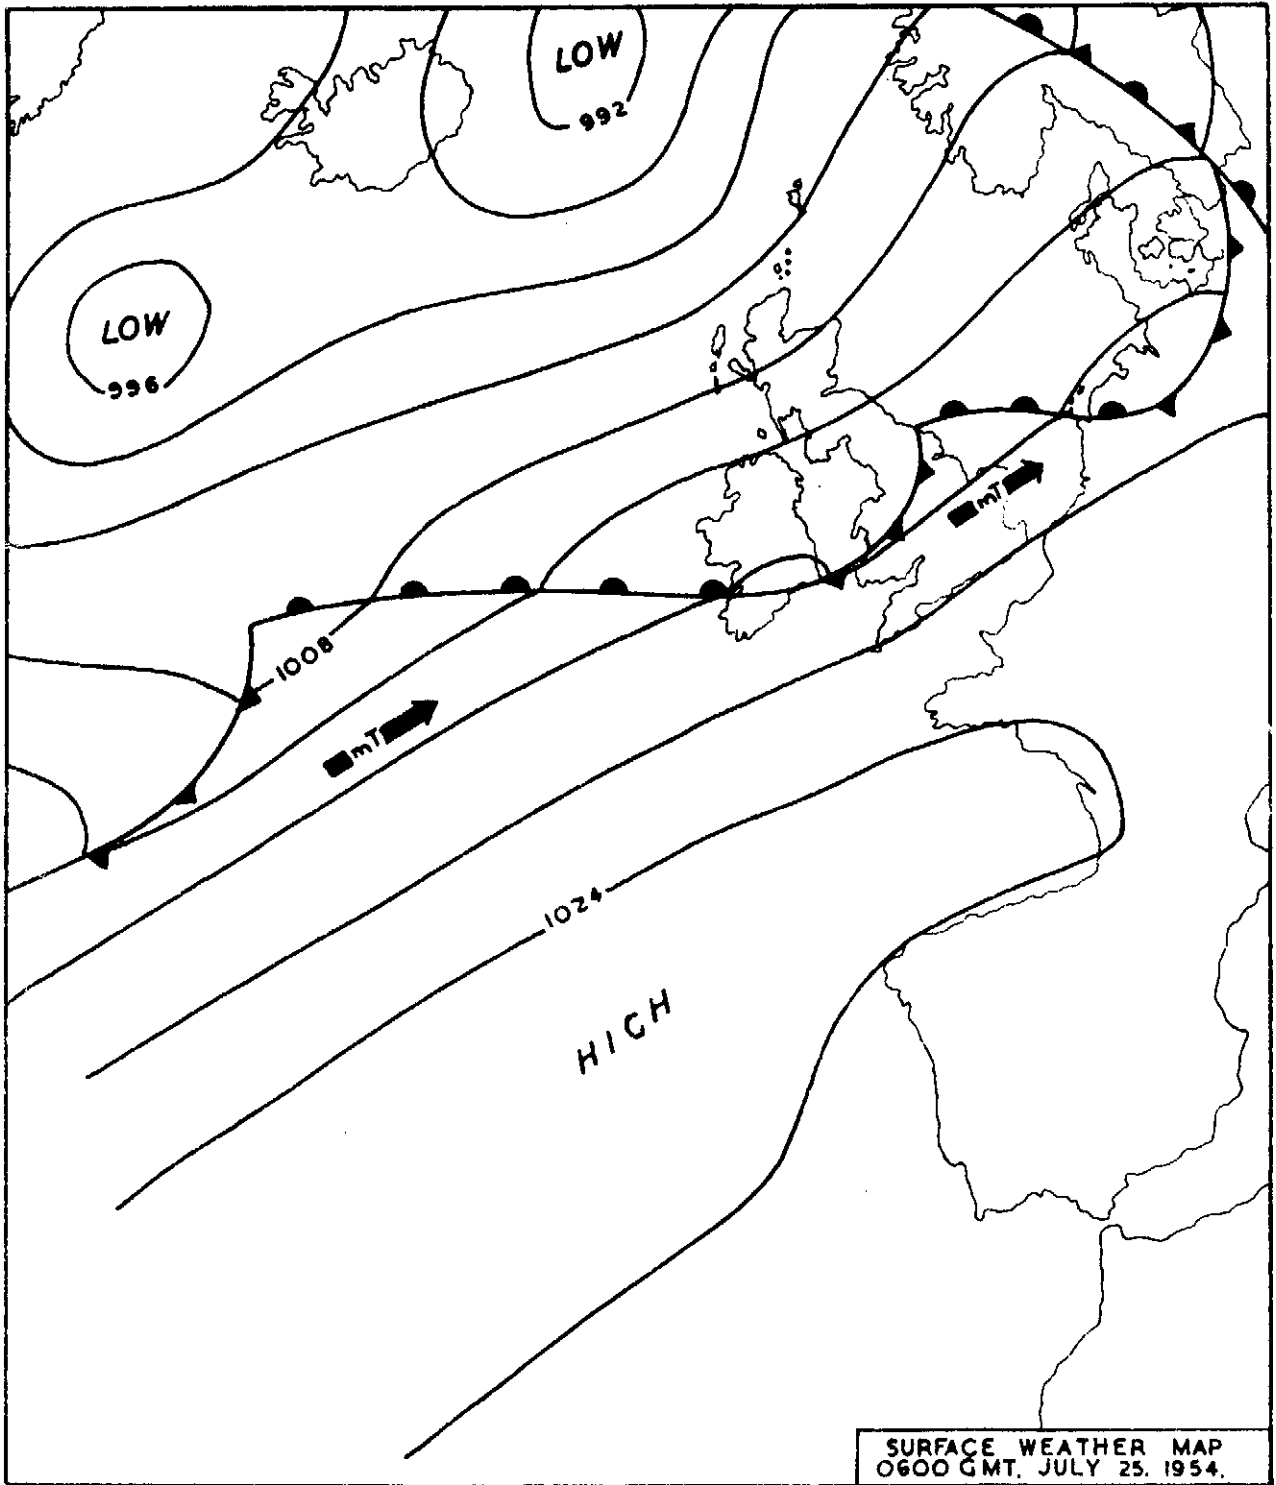 LOW
992
LOW
996
mT
1008
mT
1024
HIGH
SURFACE WEATHER MAP
0600 GMT. JULY 25. 1954.